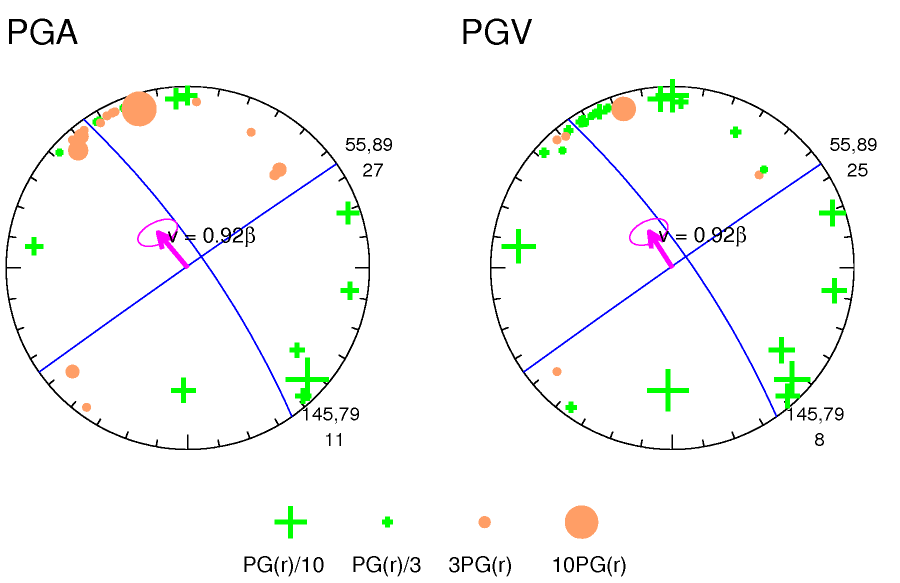 PGA
PGV
55,89
27
v = 0.92β
145,79
11
55,89
25
v = 0.92β
145,79
8
PG(r)/10 PG(r)/3 3PG(r) 10PG(r)